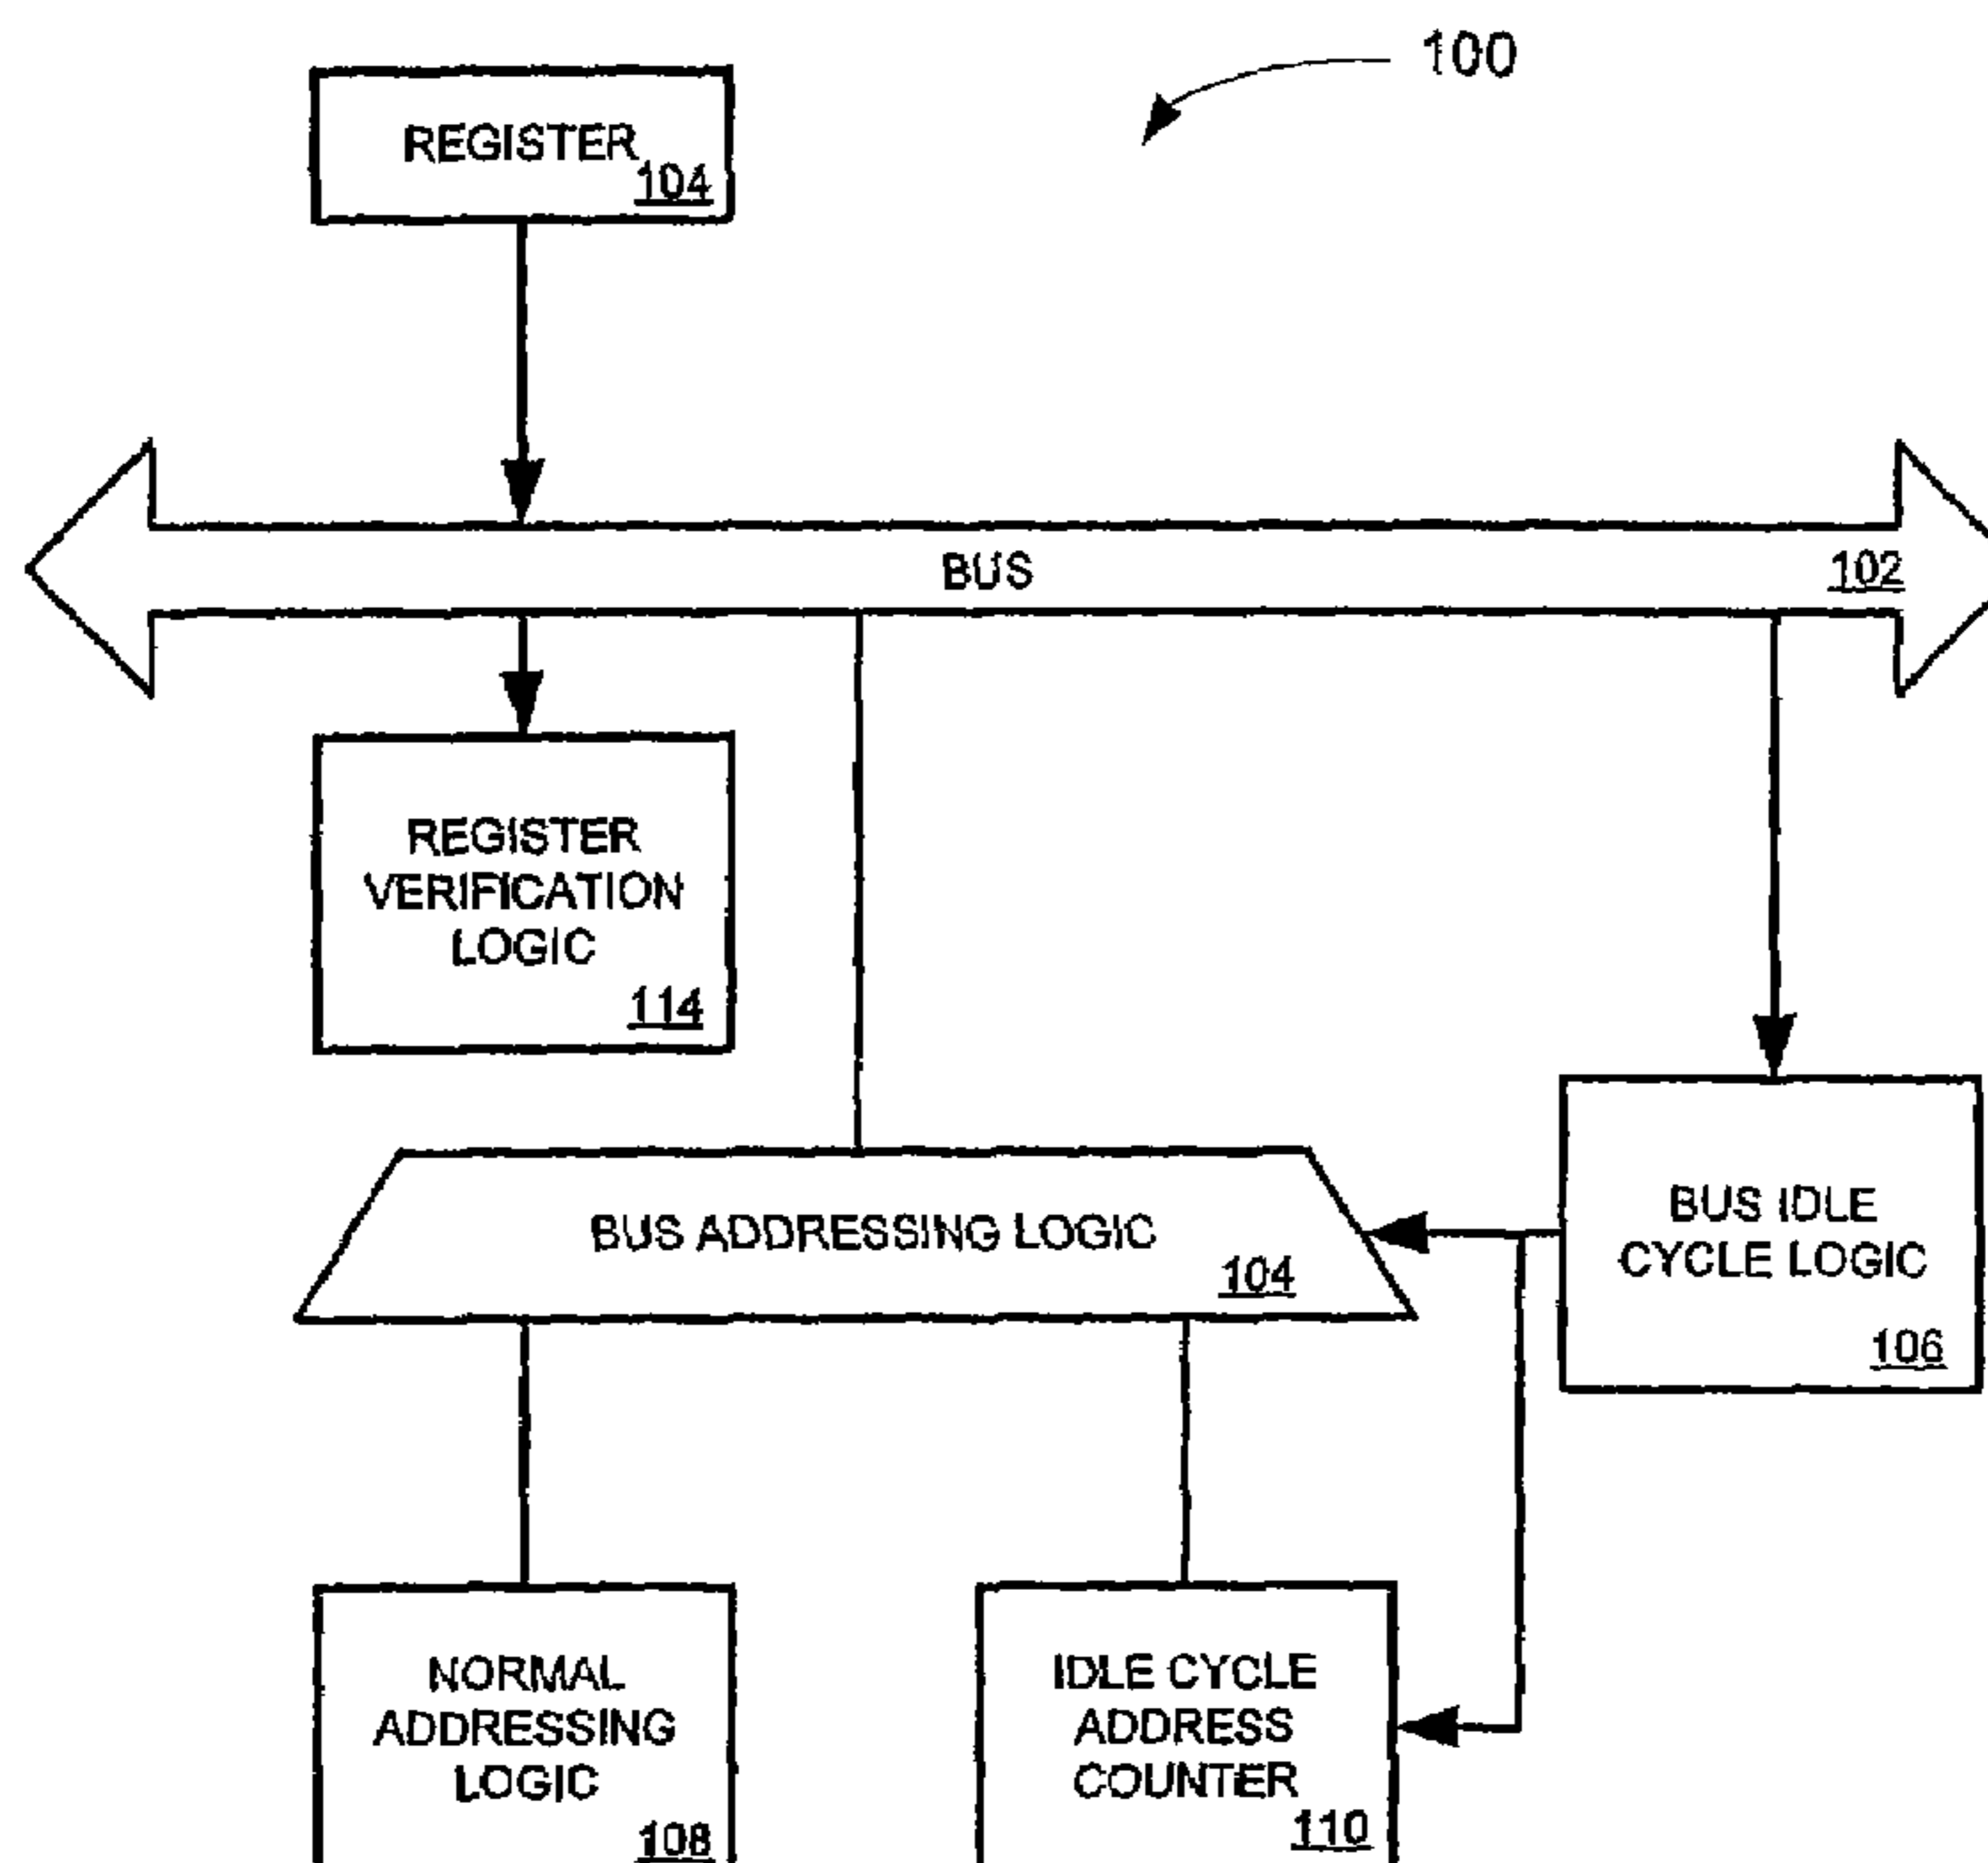 100
REGISTER
104
BUS
102
REGISTER
VERIFICATION
LOGIC
114
BUS ADDRESSING LOGIC
104
BUS IDLE
CYCLE LOGIC
106
NORMAL
ADDRESSING
LOGIC
108
IDLE CYCLE
ADDRESS
COUNTER
110